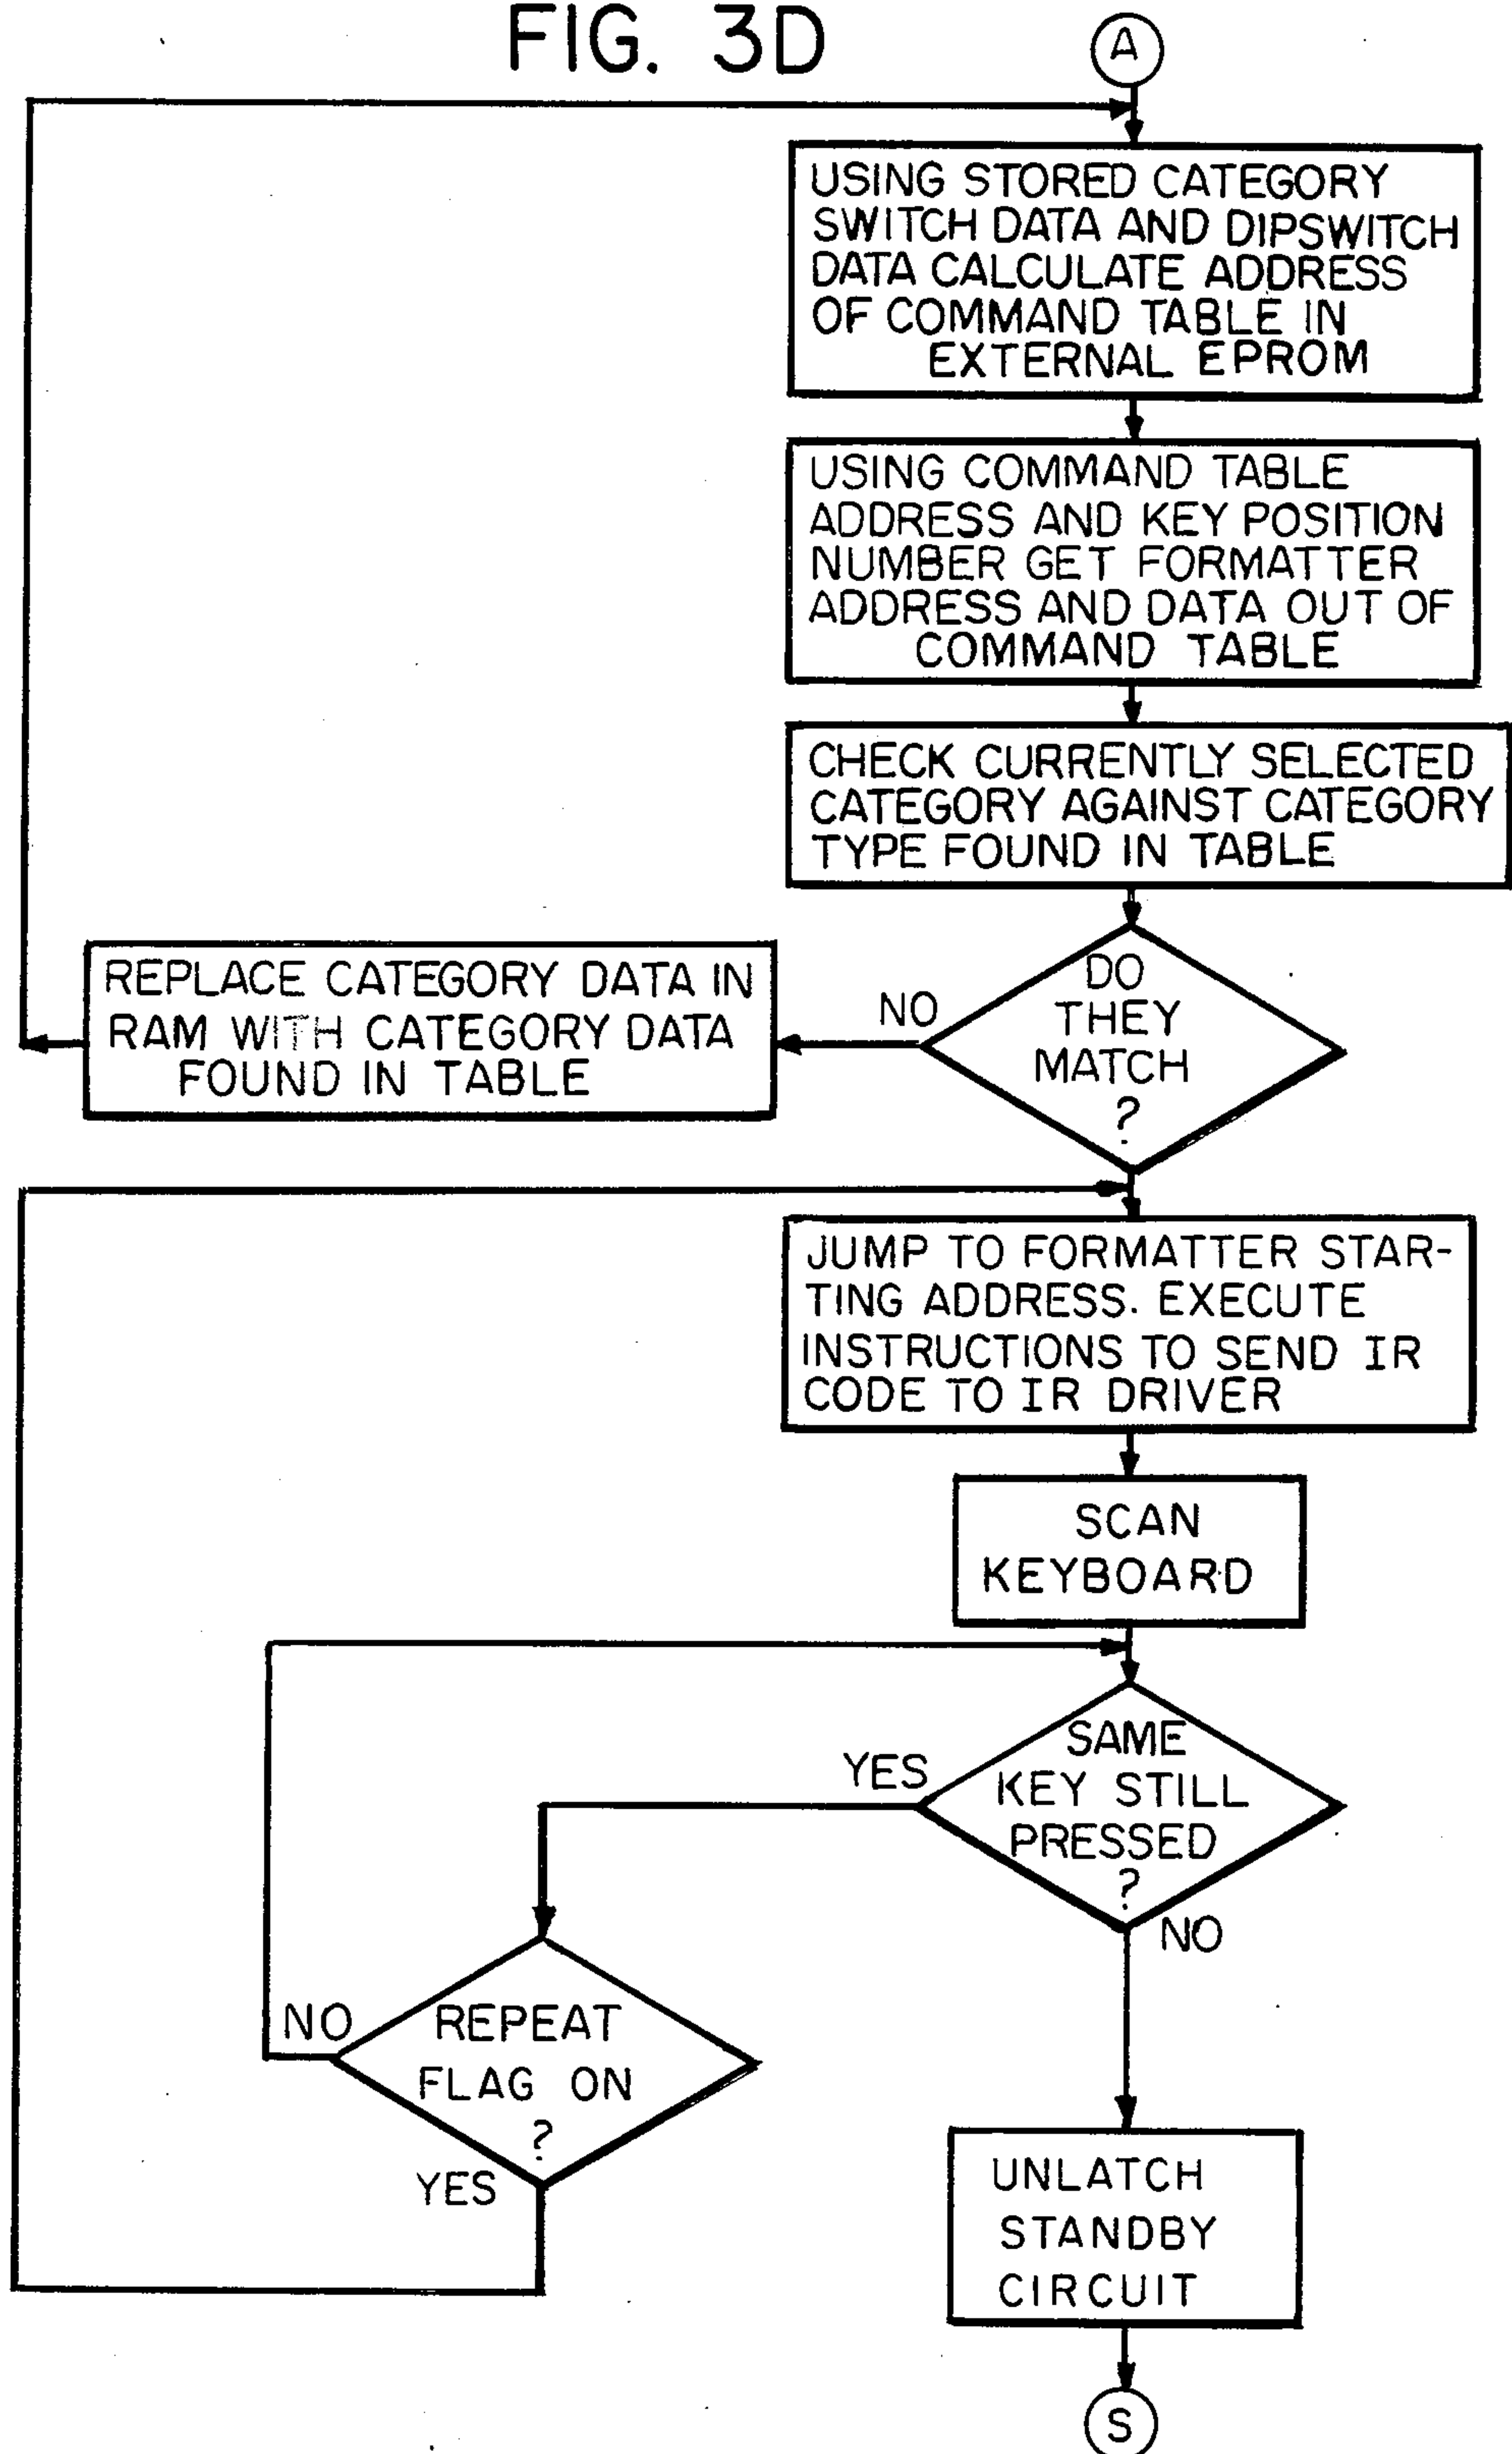 FIG. 3D
A
USING STORED CATEGORY
SWITCH DATA AND DIPSWITCH
DATA CALCULATE ADDRESS
OF COMMAND TABLE IN
EXTERNAL EPROM
USING COMMAND TABLE
ADDRESS AND KEY POSITION
NUMBER GET FORMATTER
ADDRESS AND DATA OUT OF
COMMAND TABLE
CHECK CURRENTLY SELECTED
CATEGORY AGAINST CATEGORY
TYPE FOUND IN TABLE
DO
THEY
MATCH
?
NO
REPLACE CATEGORY DATA IN
RAM WITH CATEGORY DATA
FOUND IN TABLE
JUMP TO FORMATTER STAR-
TING ADDRESS. EXECUTE
INSTRUCTIONS TO SEND IR
CODE TO IR DRIVER
SCAN
KEYBOARD
SAME
KEY STILL
PRESSED
?
YES
NO
REPEAT
FLAG ON
?
NO
YES
UNLATCH
STANDBY
CIRCUIT
S